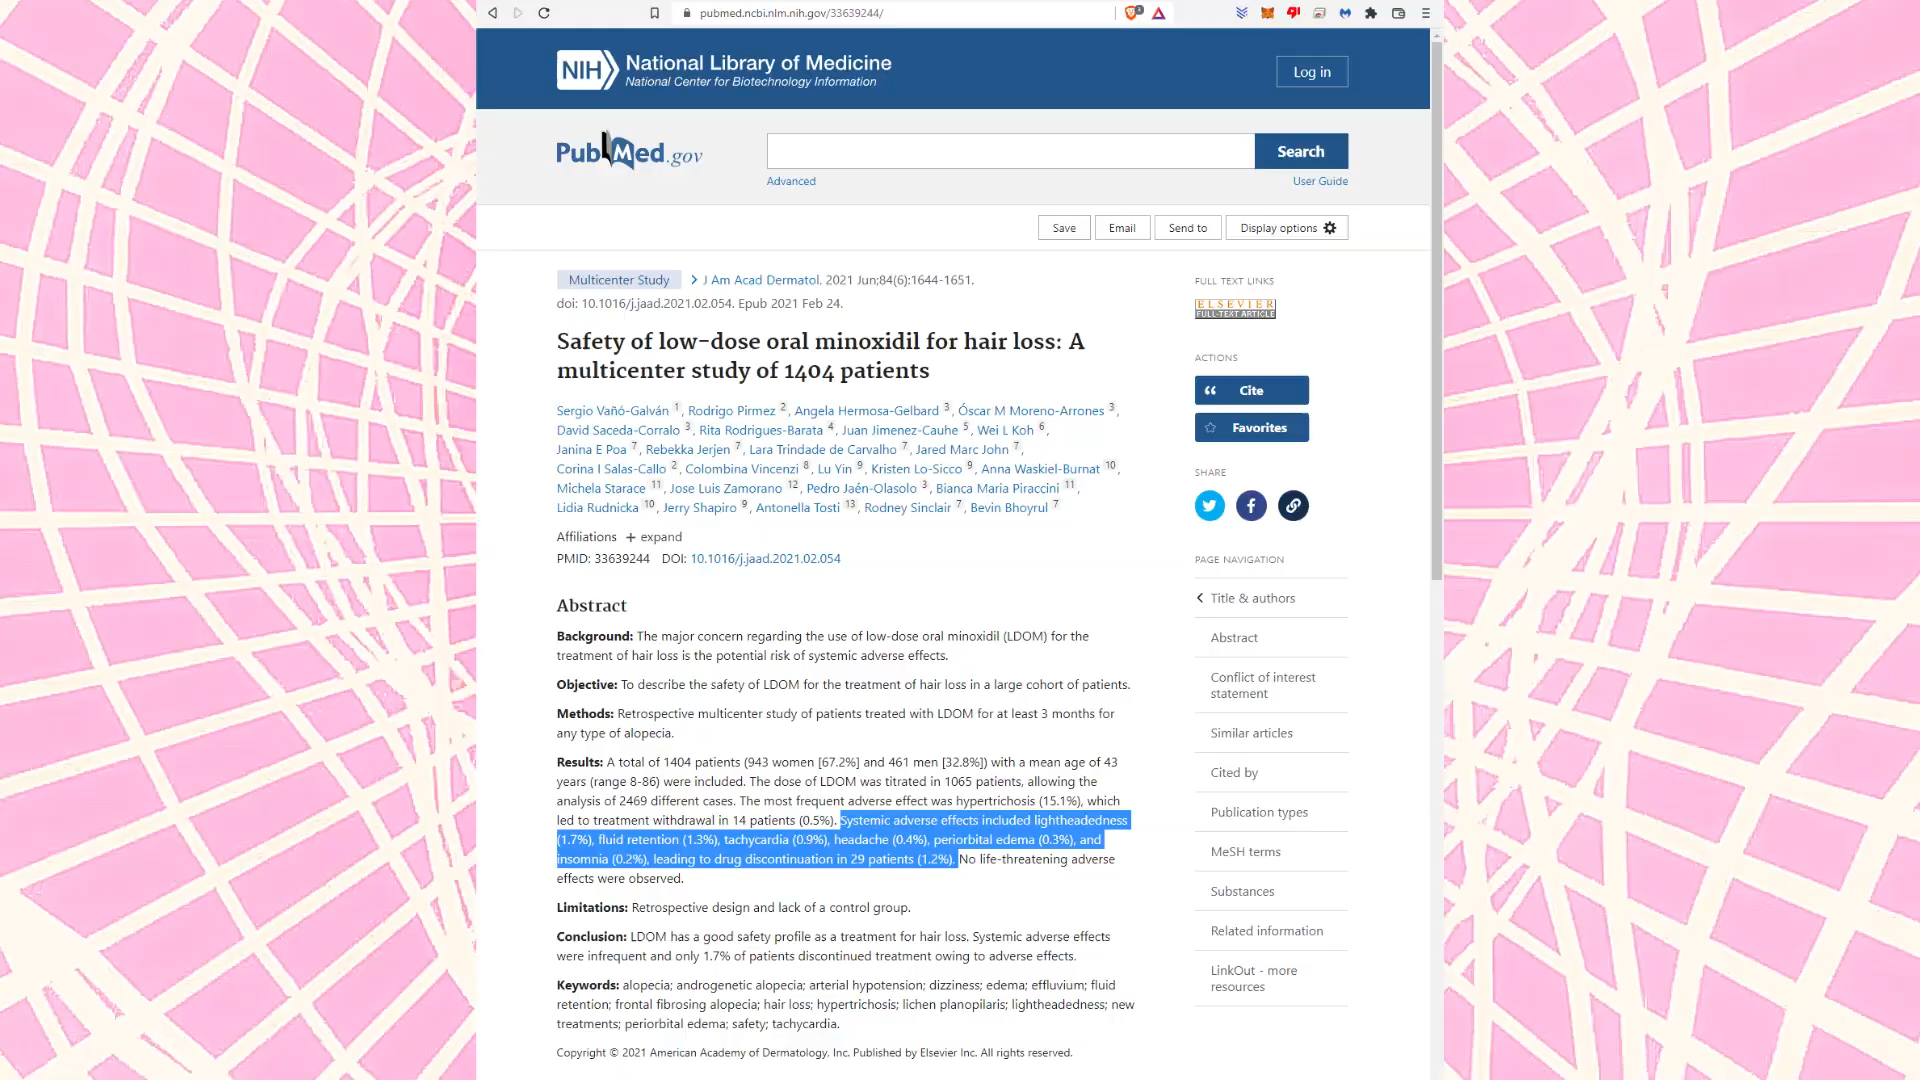 pubmed.ncbi.nlm.nih.gov/33639244/
NIH National Library of Medicine
National Center for Biotechnology Information
Log in
PubMed.gov
Search
Advanced
User Guide
Save
Email
Send to
Display options
Multicenter Study
J Am Acad Dermatol. 2021 Jun;84(6):1644-1651.
doi: 10.1016/j.jaad.2021.02.054. Epub 2021 Feb 24.
Safety of low-dose oral minoxidil for hair loss: A
multicenter study of 1404 patients
Sergio Vañó-Galván 1, Rodrigo Pirmez 2, Angela Hermosa-Gelbard 3, Óscar M Moreno-Arrones 3,
David Saceda-Corralo 3, Rita Rodrigues-Barata 4, Juan Jimenez-Cauhe 5, Wei L Koh 6,
Janina E Poa 7, Rebekka Jerjen 7, Lara Trindade de Carvalho 7, Jared Marc John 7,
Corina I Salas-Callo 2, Colombina Vincenzi 8, Lu Yin 9, Kristen Lo-Sicco 9, Anna Waskiel-Burnat 10,
Michela Starace 11, Jose Luis Zamorano 12, Pedro Jaén-Olasolo 3, Bianca Maria Piraccini 11,
Lidia Rudnicka 10, Jerry Shapiro 9, Antonella Tosti 13, Rodney Sinclair 7, Bevin Bhoyrul 7
Affiliations + expand
PMID: 33639244 DOI: 10.1016/j.jaad.2021.02.054
Abstract
Background: The major concern regarding the use of low-dose oral minoxidil (LDOM) for the
treatment of hair loss is the potential risk of systemic adverse effects.
Objective: To describe the safety of LDOM for the treatment of hair loss in a large cohort of patients.
Methods: Retrospective multicenter study of patients treated with LDOM for at least 3 months for
any type of alopecia.
Results: A total of 1404 patients (943 women [67.2%] and 461 men [32.8%]) with a mean age of 43
years (range 8-86) were included. The dose of LDOM was titrated in 1065 patients, allowing the
analysis of 2469 different cases. The most frequent adverse effect was hypertrichosis (15.1%), which
led to treatment withdrawal in 14 patients (0.5%). Systemic adverse effects included lightheadedness
(1.7%), fluid retention (1.3%), tachycardia (0.9%), headache (0.4%), periorbital edema (0.3%), and
insomnia (0.2%), leading to drug discontinuation in 29 patients (1.2%). No life-threatening adverse
effects were observed.
Limitations: Retrospective design and lack of a control group.
Conclusion: LDOM has a good safety profile as a treatment for hair loss. Systemic adverse effects
were infrequent and only 1.7% of patients discontinued treatment owing to adverse effects.
Keywords: alopecia; androgenetic alopecia; arterial hypotension; dizziness; edema; effluvium; fluid
retention; frontal fibrosing alopecia; hair loss; hypertrichosis; lichen planopilaris; lightheadedness; new
treatments; periorbital edema; safety; tachycardia.
Copyright © 2021 American Academy of Dermatology, Inc. Published by Elsevier Inc. All rights reserved.
FULL TEXT LINKS
ELSEVIER
FULL-TEXT ARTICLE
ACTIONS
Cite
Favorites
SHARE
PAGE NAVIGATION
Title & authors
Abstract
Conflict of interest
statement
Similar articles
Cited by
Publication types
MeSH terms
Substances
Related information
LinkOut - more
resources